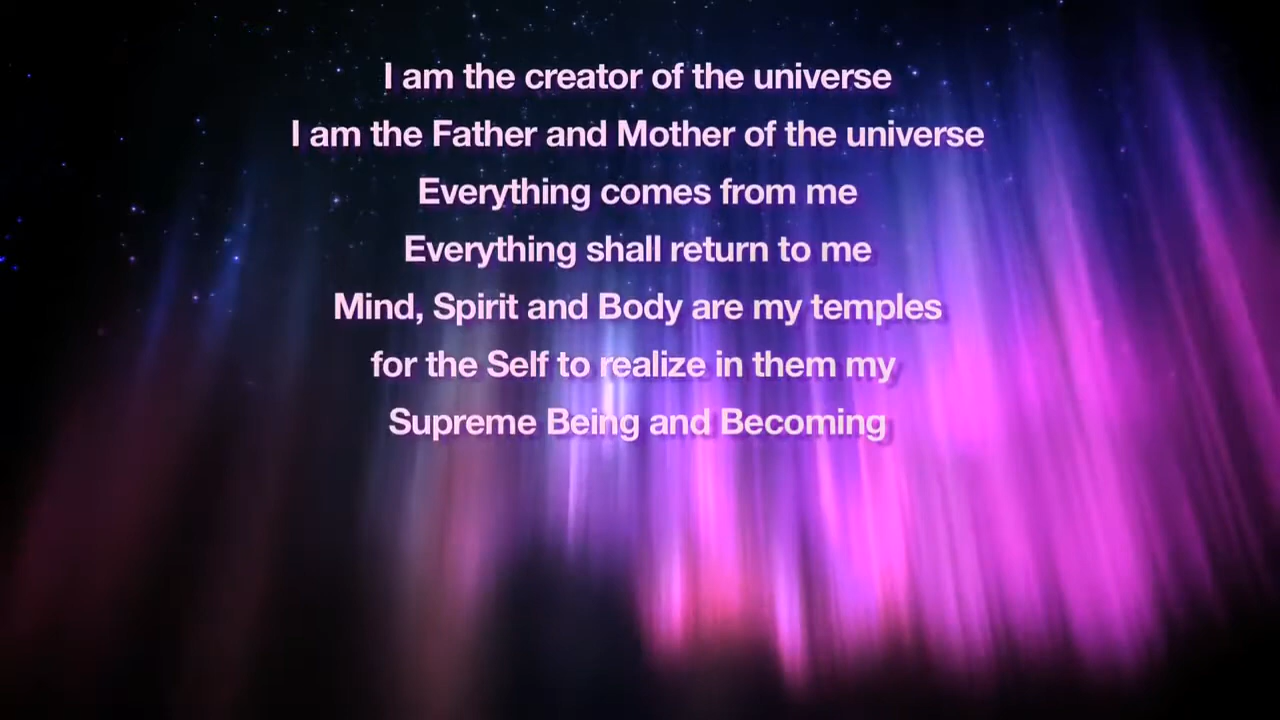 I am the creator of the universe
I am the Father and Mother of the universe
Everything comes from me
Everything shall return to me
Mind, Spirit and Body are my temples
for the Self to realize in them my
Supreme Being and Becoming